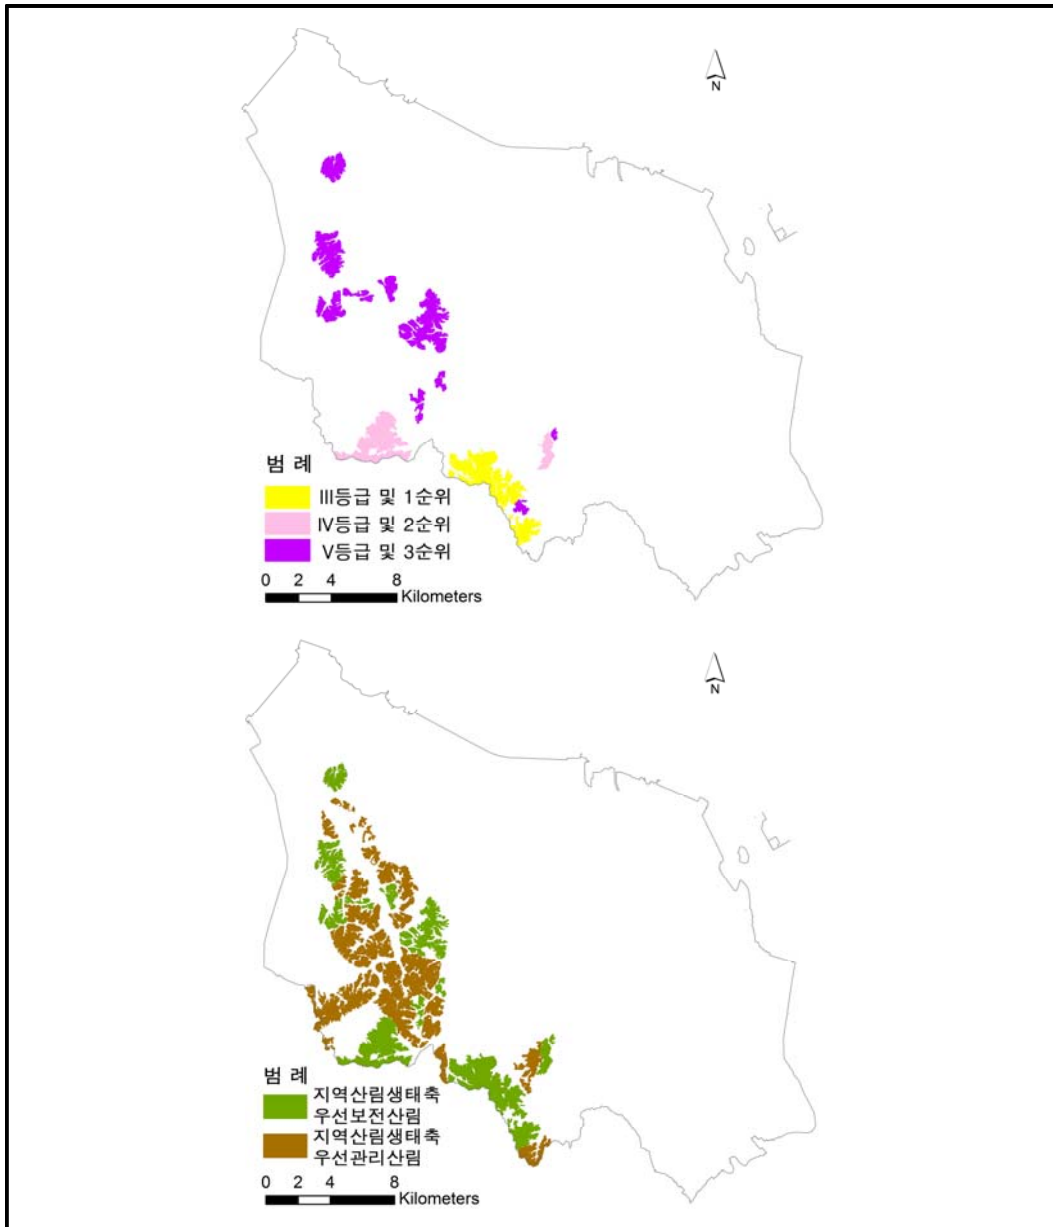 N
범 례
III등급 및 1순위
IV등급 및 2순위
V등급 및 3순위
0 2 4 8
Kilometers
N
범 례
지역산림생태축
우선보전산림
지역산림생태축
우선관리산림
0 2 4 8
Kilometers